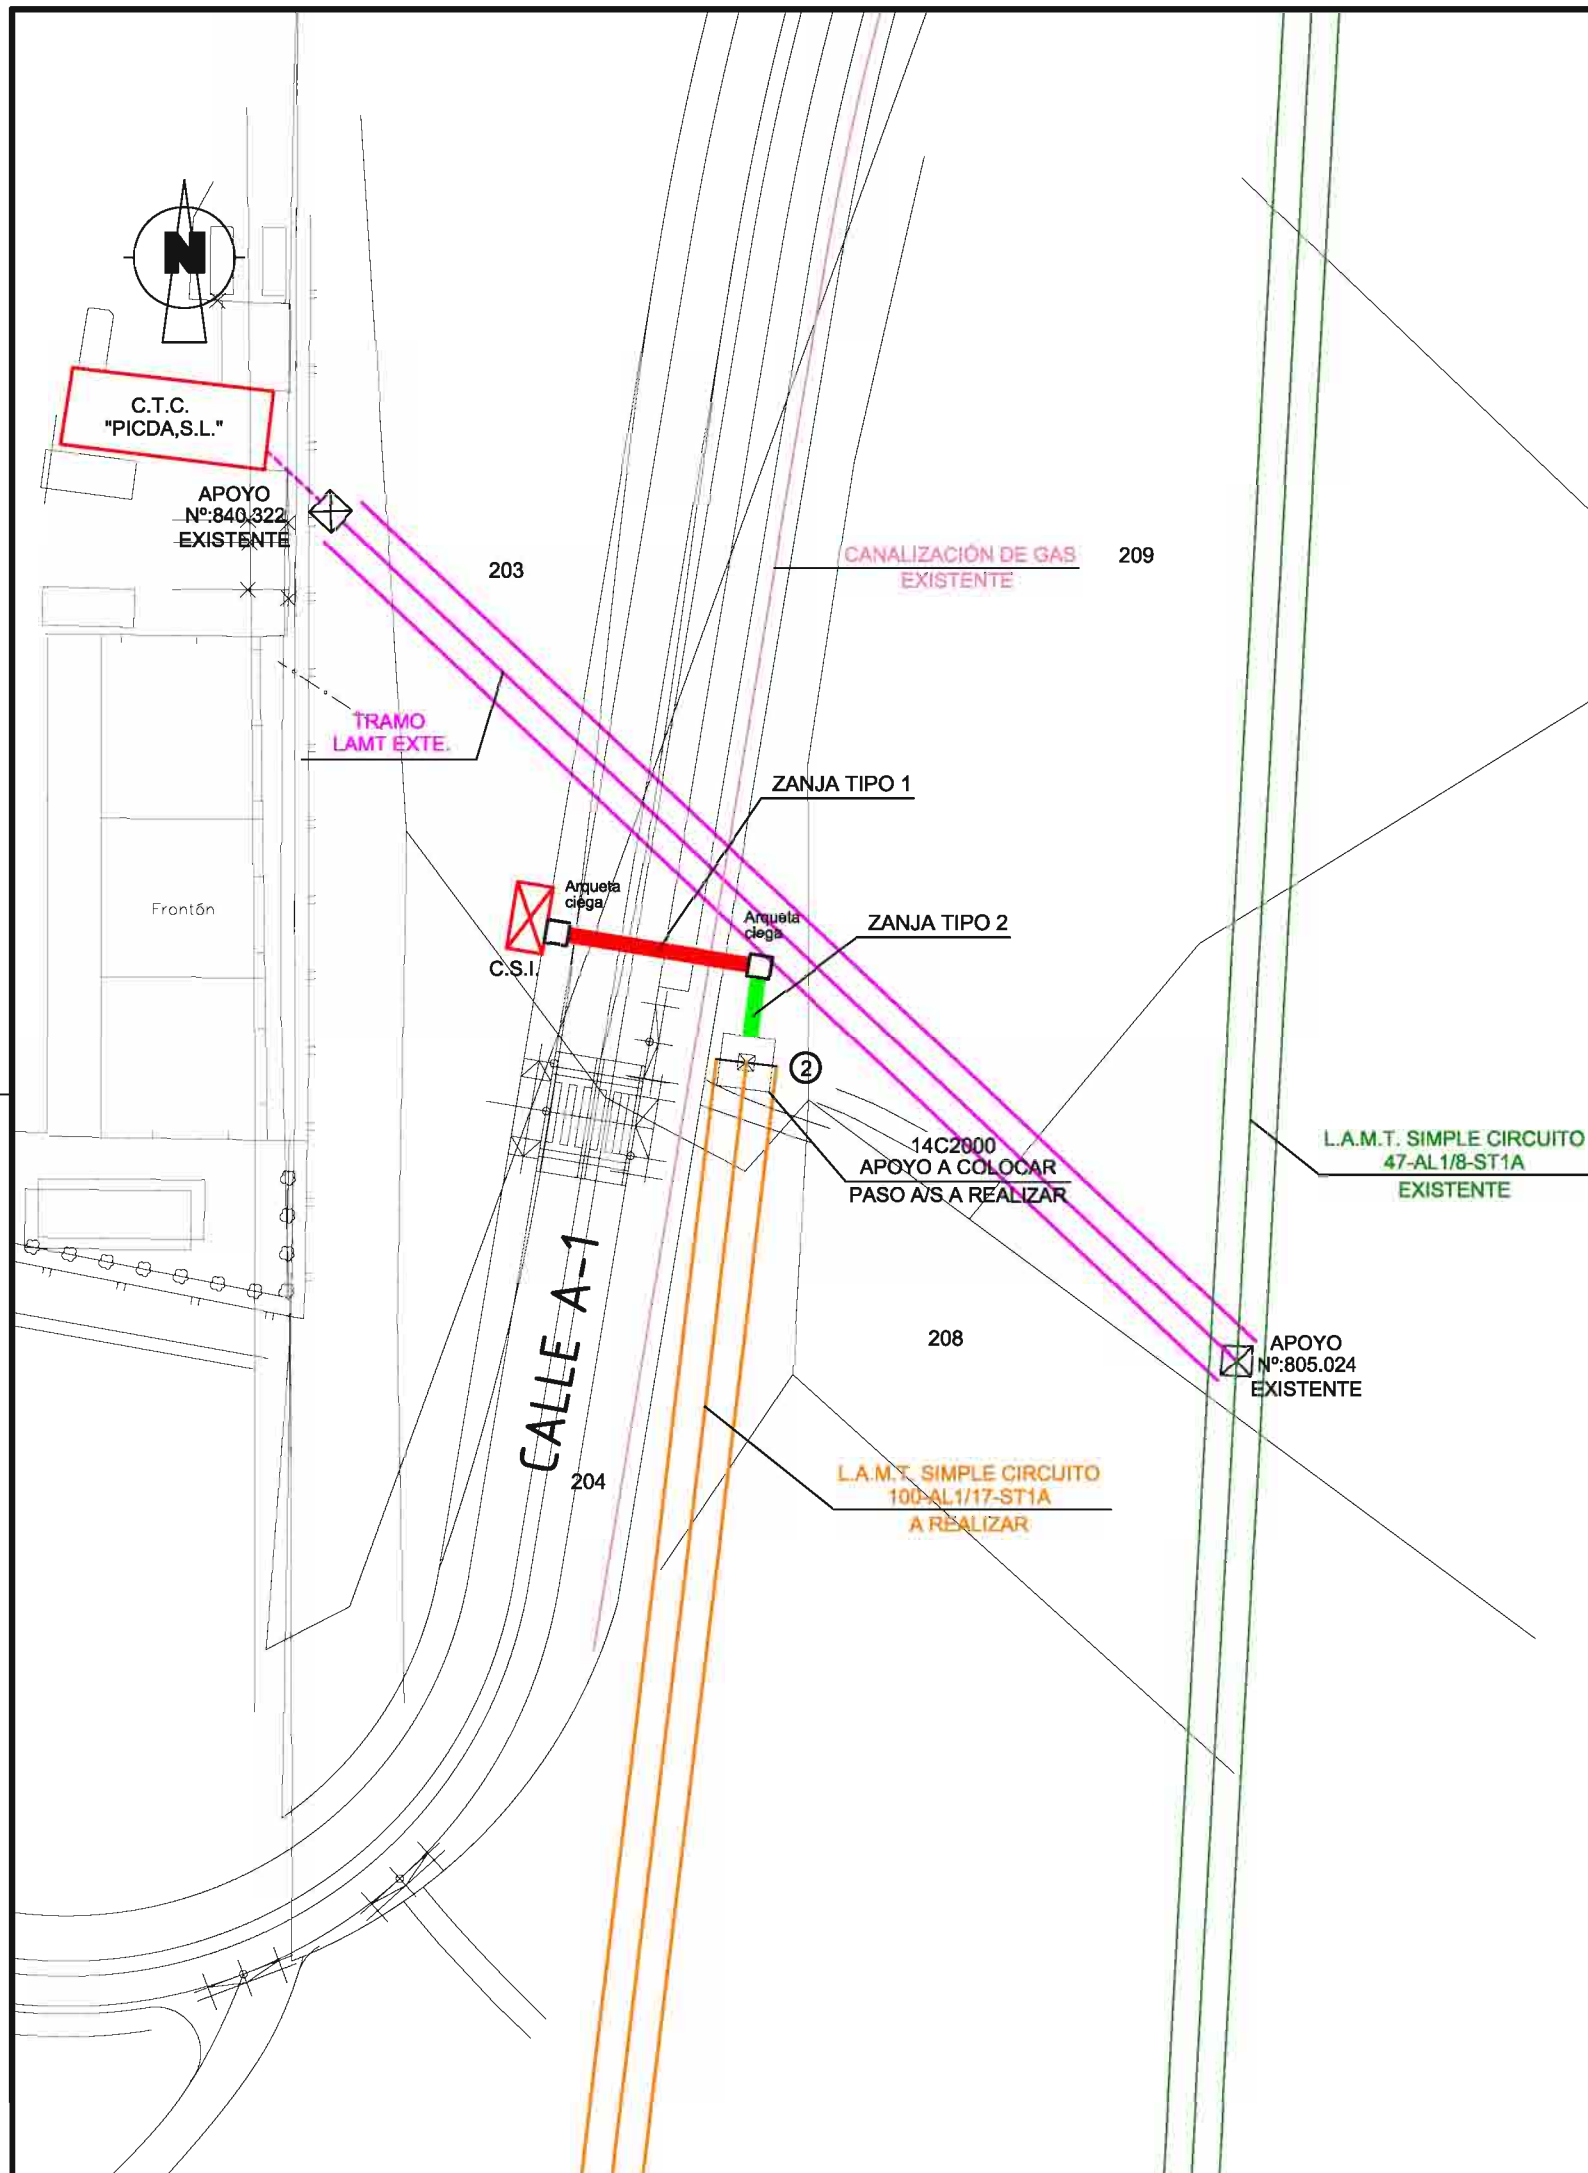 N
C.T.C.
"PICDA,S.L."
APOYO
Nº:840.322
EXISTENTE
203
CANALIZACIÓN DE GAS
EXISTENTE
209
TRAMO
LAMT EXTE.
ZANJA TIPO 1
Arqueta
ciega
Arqueta
ciega
ZANJA TIPO 2
Frontón
C.S.I.
2
14C2000
APOYO A COLOCAR
PASO A/S A REALIZAR
L.A.M.T. SIMPLE CIRCUITO
47-AL1/8-ST1A
EXISTENTE
CALLE A-1
208
APOYO
Nº:805.024
EXISTENTE
204
L.A.M.T. SIMPLE CIRCUITO
100-AL1/17-ST1A
A REALIZAR